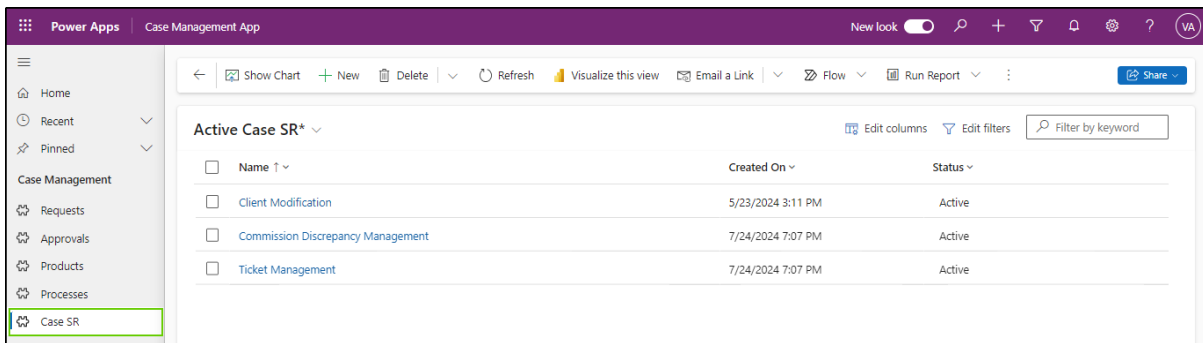 Power Apps Case Management App New look ? VA
Show Chart New Delete Refresh Visualize this view Email a Link Flow Run Report Share
Home
Recent
Pinned
Case Management
Requests
Approvals
Products
Processes
Case SR
Active Case SR* Edit columns Edit filters Filter by keyword
Name ↑ Created On Status
Client Modification 5/23/2024 3:11 PM Active
Commission Discrepancy Management 7/24/2024 7:07 PM Active
Ticket Management 7/24/2024 7:07 PM Active